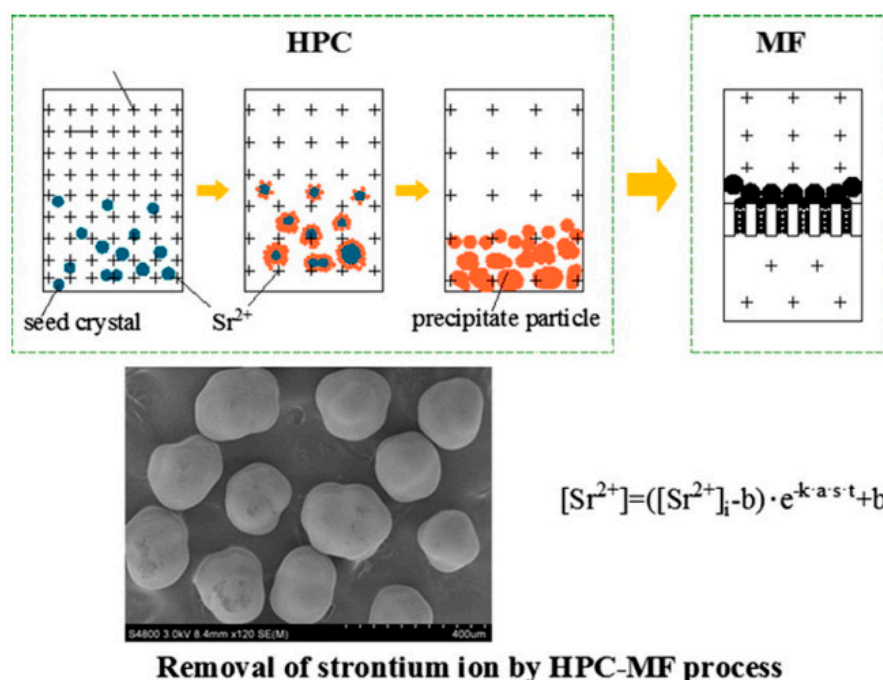 HPC
MF
seed crystal
Sr²⁺
precipitate particle
[Sr²⁺]=([Sr²⁺]ᵢ-b)·e⁻ᵏ·ᵃ·ˢ·ᵗ+b
S4800 3.0kV 8.4mm x120 SE(M)
400um
Removal of strontium ion by HPC-MF process